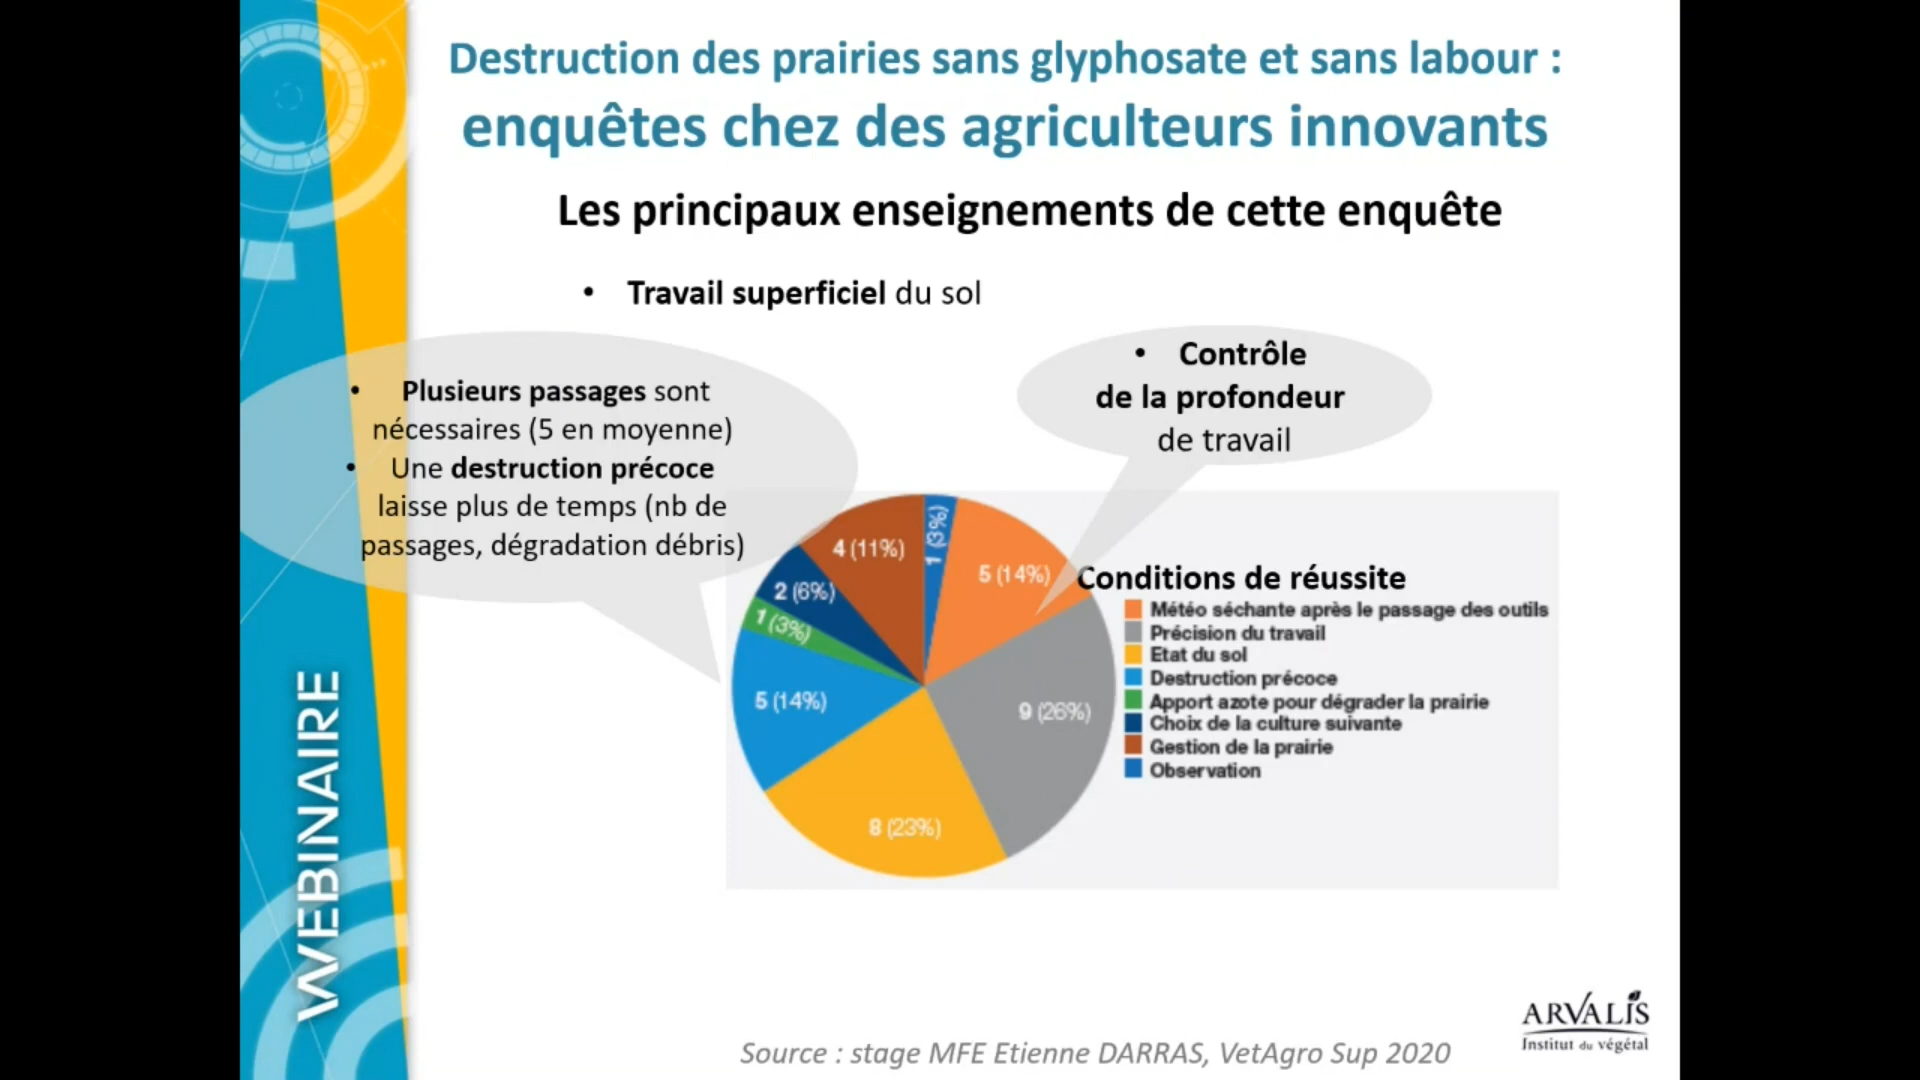 Destruction des prairies sans glyphosate et sans labour :
enquêtes chez des agriculteurs innovants
Les principaux enseignements de cette enquête
• Travail superficiel du sol
• Plusieurs passages sont
nécessaires (5 en moyenne)
• Une destruction précoce
laisse plus de temps (nb de
passages, dégradation débris)
• Contrôle
de la profondeur
de travail
1 (3%)
5 (14%)
9 (26%)
8 (23%)
5 (14%)
1 (3%)
2 (6%)
4 (11%)
Conditions de réussite
Météo séchante après le passage des outils
Précision du travail
Etat du sol
Destruction précoce
Apport azote pour dégrader la prairie
Choix de la culture suivante
Gestion de la prairie
Observation
WEBINAIRE
Source : stage MFE Etienne DARRAS, VetAgro Sup 2020
ARVALIS
Institut du végétal